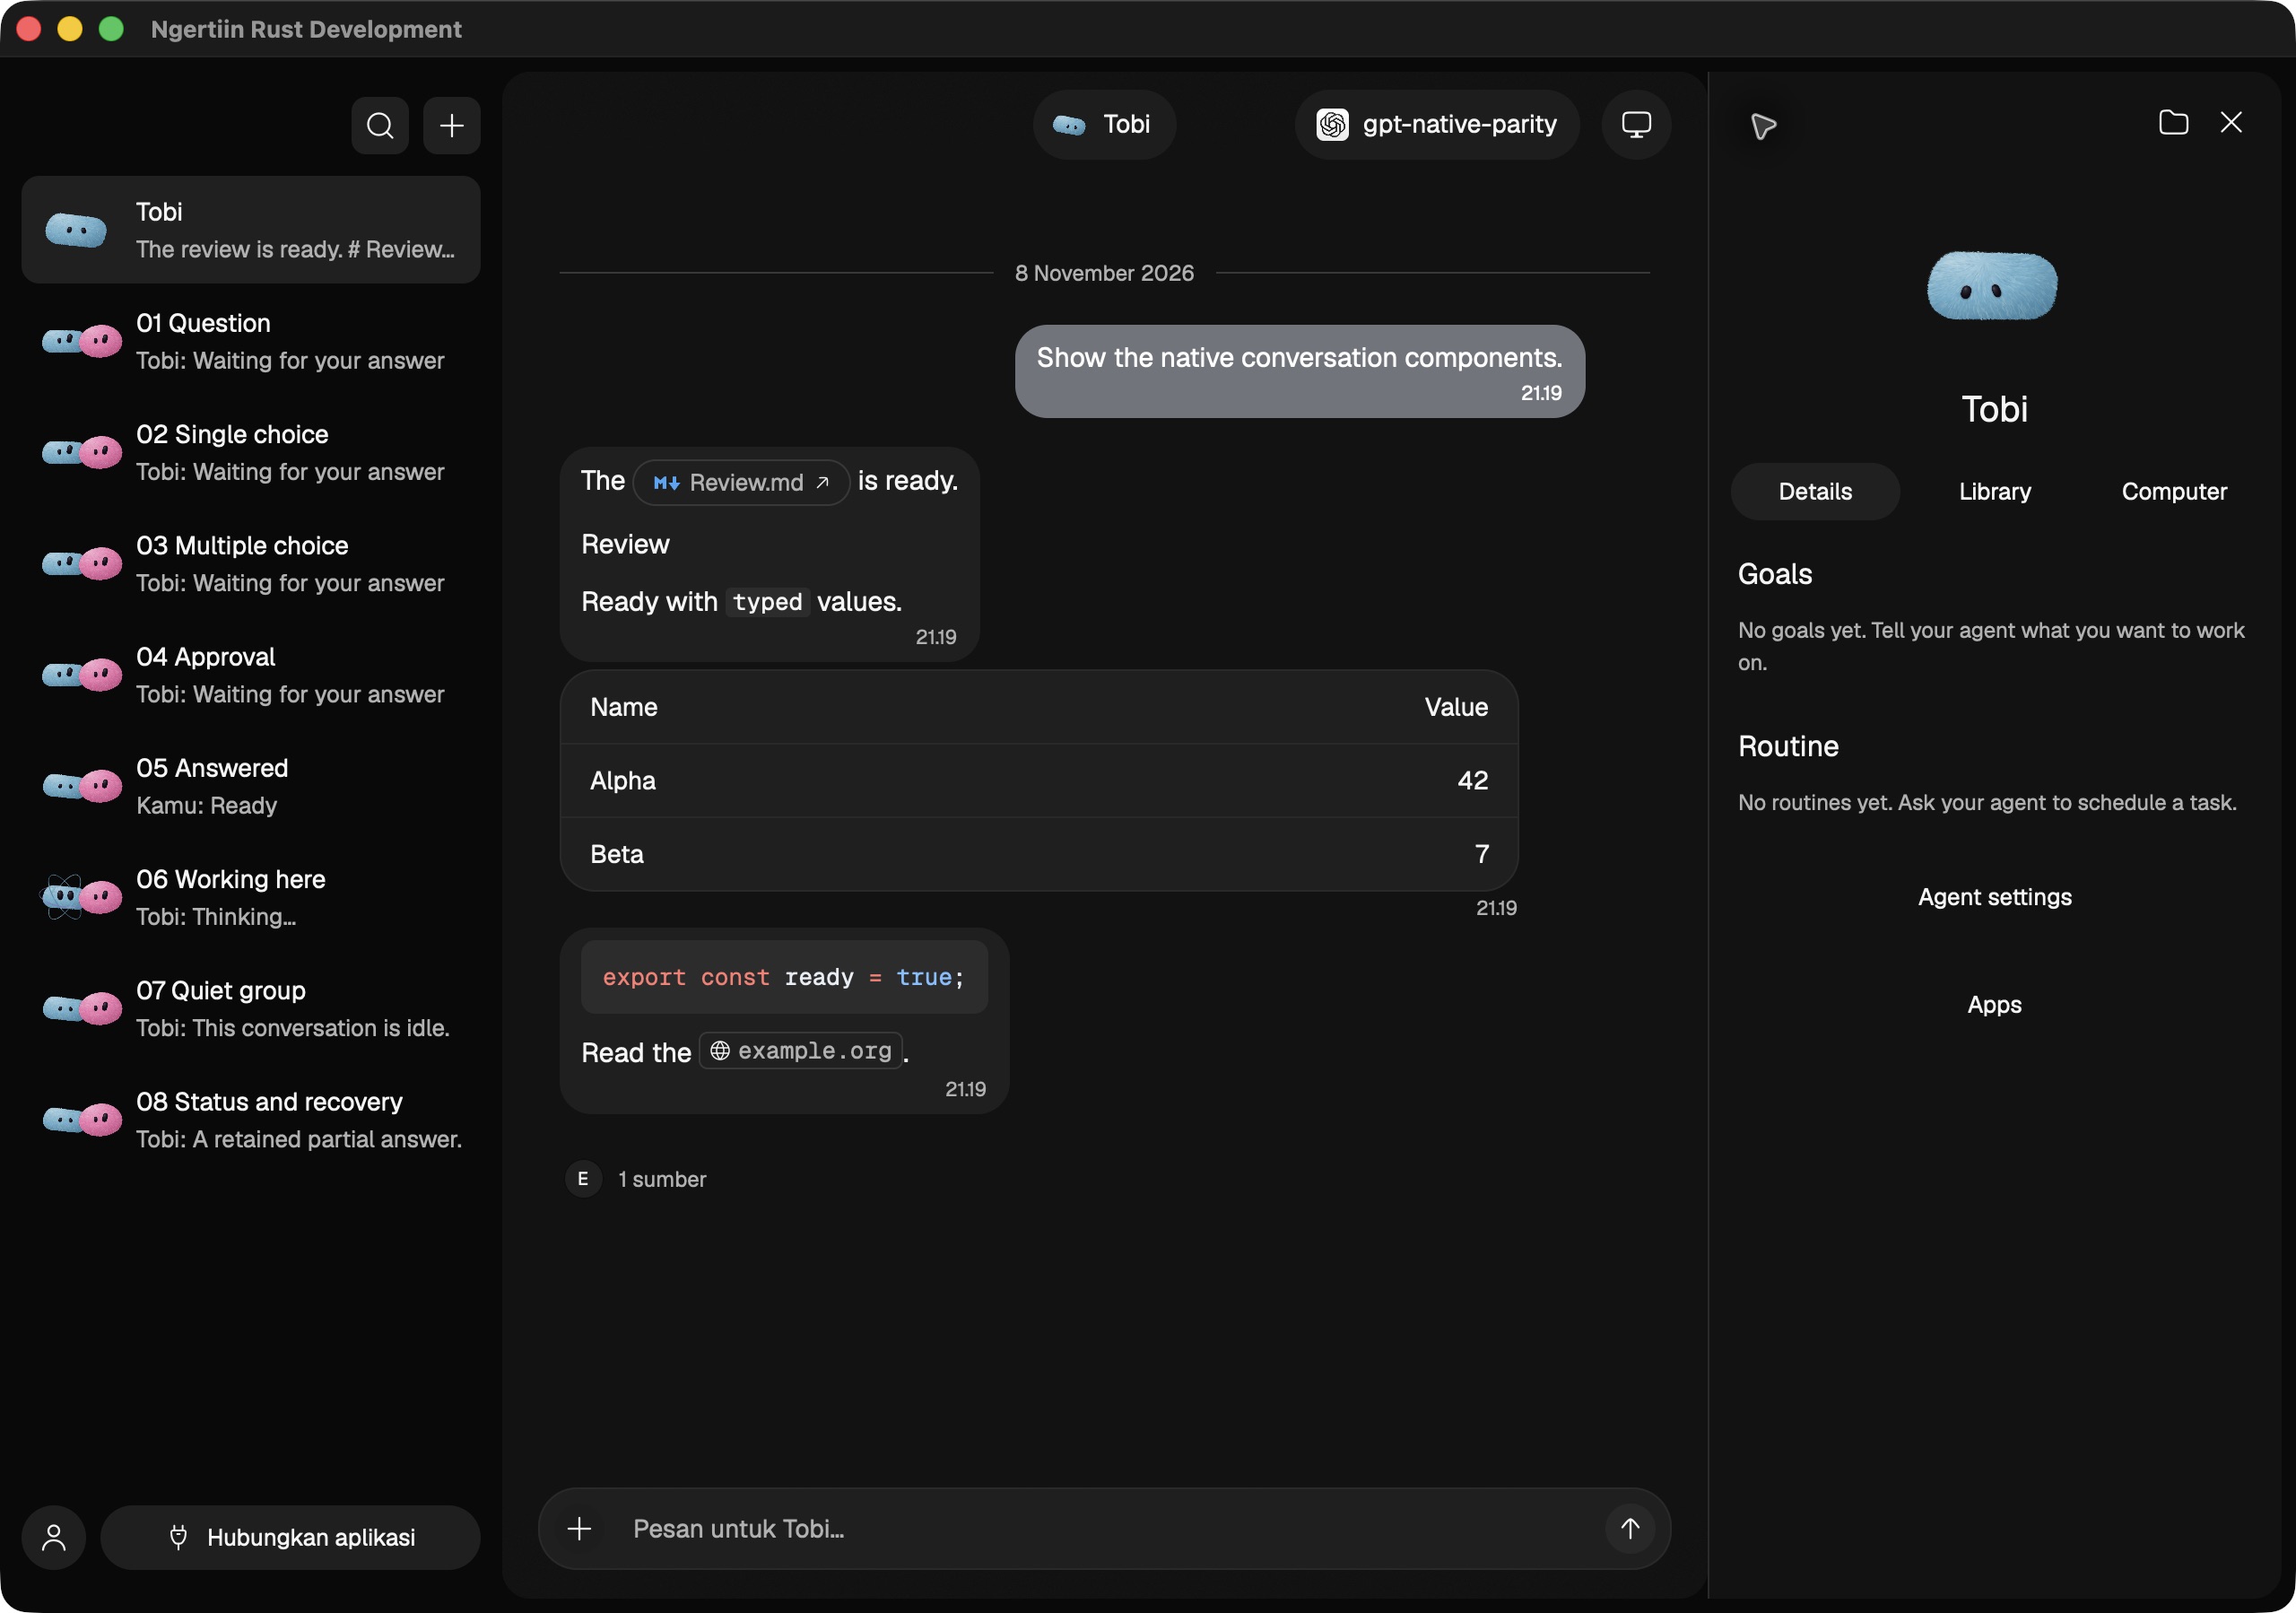 Ngertiin Rust Development
Tobi
The review is ready. # Review...
01 Question
Tobi: Waiting for your answer
02 Single choice
Tobi: Waiting for your answer
03 Multiple choice
Tobi: Waiting for your answer
04 Approval
Tobi: Waiting for your answer
05 Answered
Kamu: Ready
06 Working here
Tobi: Thinking...
07 Quiet group
Tobi: This conversation is idle.
08 Status and recovery
Tobi: A retained partial answer.
Hubungkan aplikasi
Tobi
gpt-native-parity
8 November 2026
Show the native conversation components.
21.19
The M↓ Review.md ↗ is ready.
Review
Ready with typed values.
21.19
Name Value
Alpha 42
Beta 7
21.19
export const ready = true;
Read the example.org.
21.19
E 1 sumber
Pesan untuk Tobi...
Tobi
Details Library Computer
Goals
No goals yet. Tell your agent what you want to work
on.
Routine
No routines yet. Ask your agent to schedule a task.
Agent settings
Apps